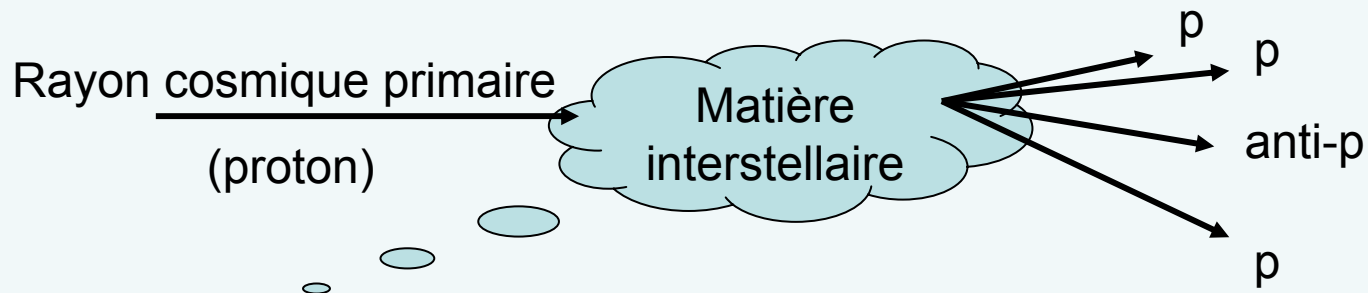 Rayon cosmique primaire
(proton)
Matière
interstellaire
p
p
anti-p
p